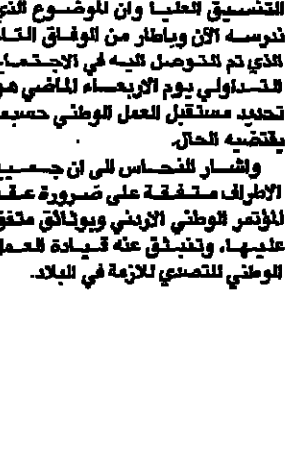 التنسيق العليا وان الموضوع الذي
ندرسه الآن وباطار من الوفاق التا
الذي تم التوصل اليه في الاجتماع
التداولي يوم الاربعاء الماضي هو
تحديد مستقبل العمل الوطني حسبما
يقتضيه الحال.
واشار النحاس الى ان جميع
الاطراف متفقة على ضرورة عقد
المؤتمر الوطني الاردني وبوثائق متفق
عليها، وتنبثق عنه قيادة العمل
الوطني للتصدي للازمة في البلاد.